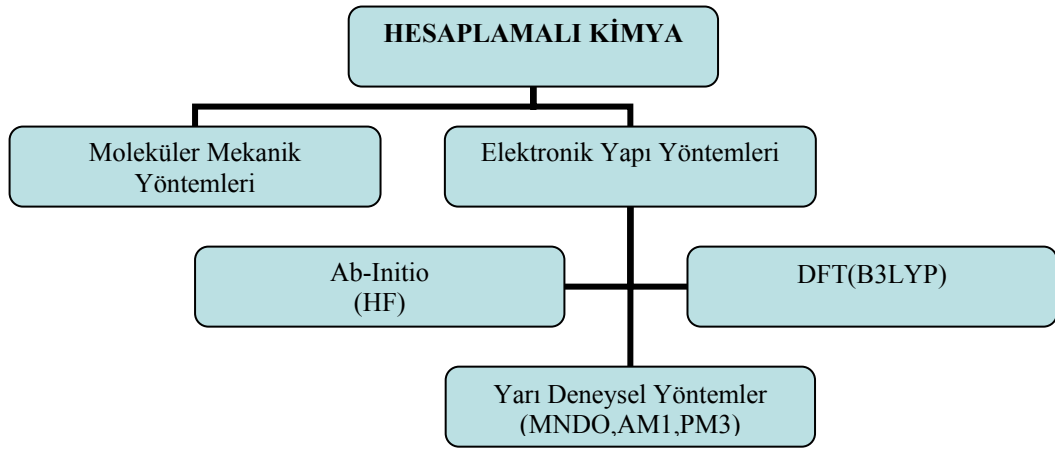 HESAPLAMALI KİMYA
Moleküler Mekanik
Yöntemleri
Elektronik Yapı Yöntemleri
Ab-Initio
(HF)
DFT(B3LYP)
Yarı Deneysel Yöntemler
(MNDO,AM1,PM3)